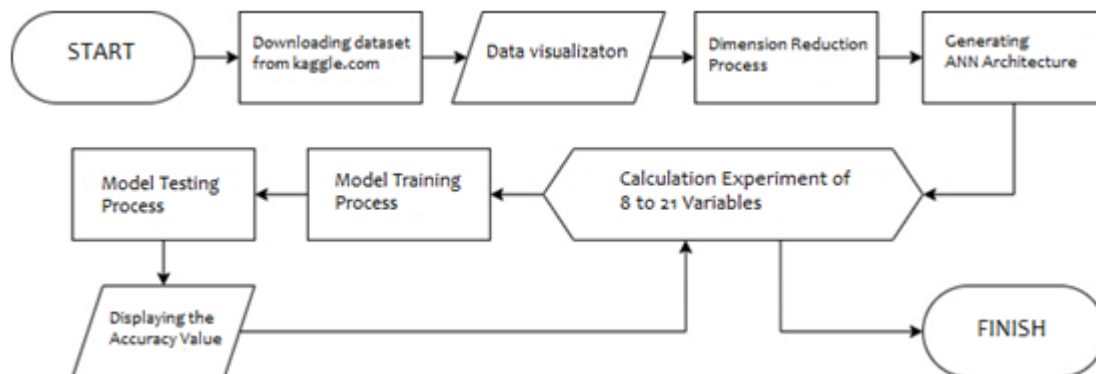 START
Downloading dataset
from kaggle.com
Data visualizaton
Dimension Reduction
Process
Generating
ANN Architecture
Calculation Experiment of
8 to 21 Variables
Model Training
Process
Model Testing
Process
Displaying the
Accuracy Value
FINISH